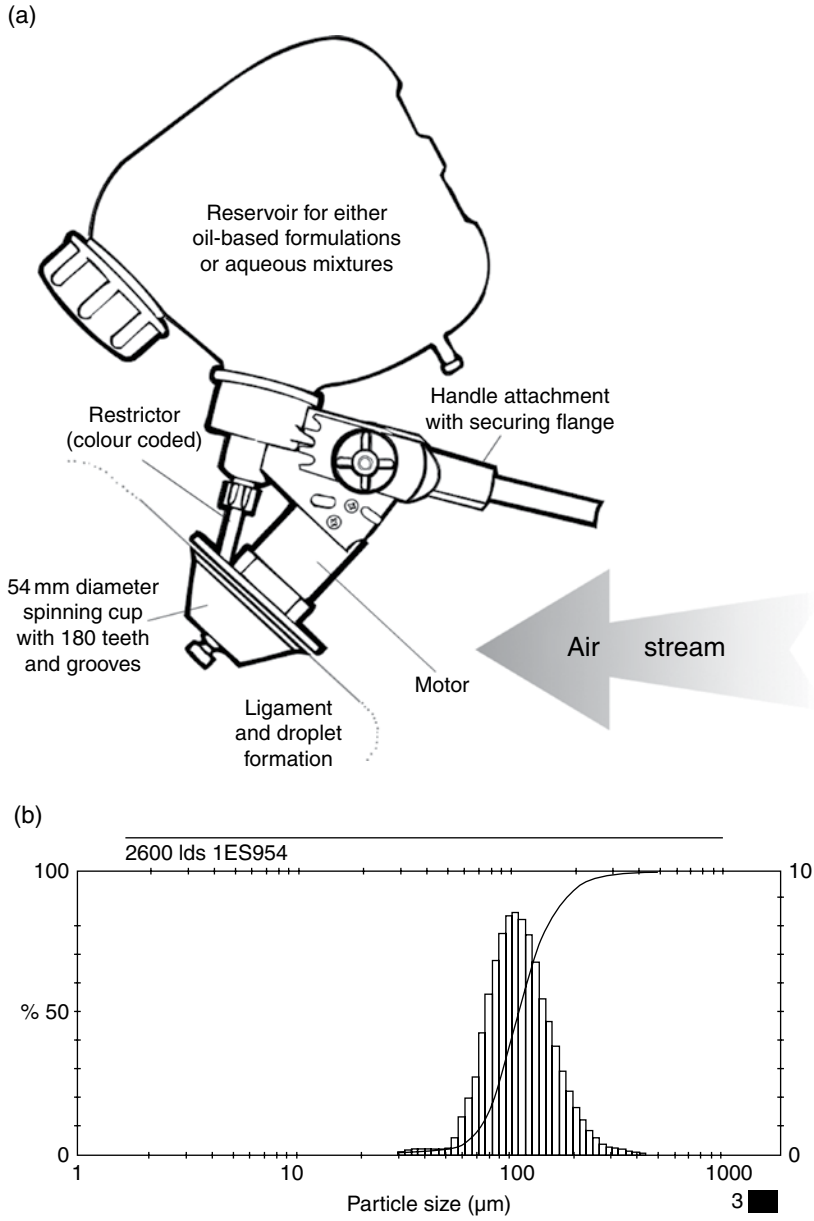 (a)
Reservoir for either
oil-based formulations
or aqueous mixtures
Handle attachment
with securing flange
Restrictor
(colour coded)
54 mm diameter
spinning cup
with 180 teeth
and grooves
Air stream
Motor
Ligament
and droplet
formation
(b)
2600 lds 1ES954
100
10
% 50
0
0
1
10
100
1000
Particle size (μm)
3